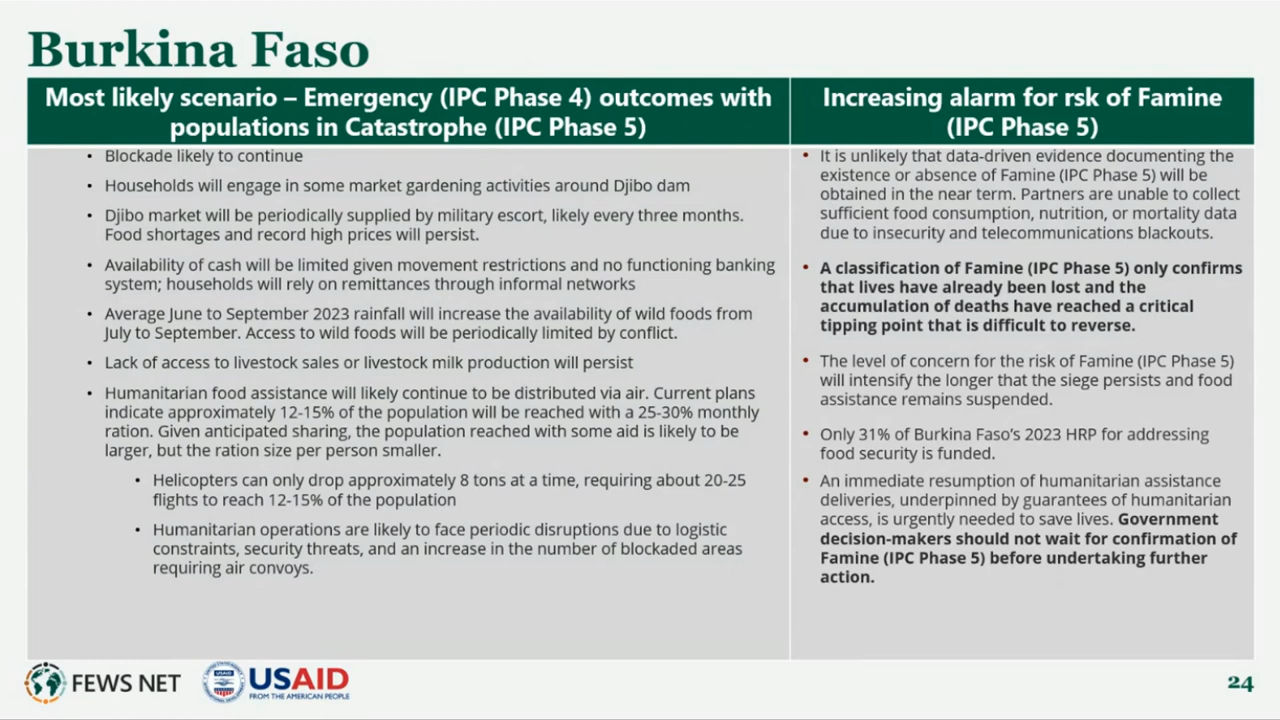 Burkina Faso
Most likely scenario – Emergency (IPC Phase 4) outcomes with
populations in Catastrophe (IPC Phase 5)
• Blockade likely to continue
• Households will engage in some market gardening activities around Djibo dam
• Djibo market will be periodically supplied by military escort, likely every three months.
Food shortages and record high prices will persist.
• Availability of cash will be limited given movement restrictions and no functioning banking
system; households will rely on remittances through informal networks
• Average June to September 2023 rainfall will increase the availability of wild foods from
July to September. Access to wild foods will be periodically limited by conflict.
• Lack of access to livestock sales or livestock milk production will persist
• Humanitarian food assistance will likely continue to be distributed via air. Current plans
indicate approximately 12-15% of the population will be reached with a 25-30% monthly
ration. Given anticipated sharing, the population reached with some aid is likely to be
larger, but the ration size per person smaller.
• Helicopters can only drop approximately 8 tons at a time, requiring about 20-25
flights to reach 12-15% of the population
• Humanitarian operations are likely to face periodic disruptions due to logistic
constraints, security threats, and an increase in the number of blockaded areas
requiring air convoys.
Increasing alarm for rsk of Famine
(IPC Phase 5)
• It is unlikely that data-driven evidence documenting the
existence or absence of Famine (IPC Phase 5) will be
obtained in the near term. Partners are unable to collect
sufficient food consumption, nutrition, or mortality data
due to insecurity and telecommunications blackouts.
• A classification of Famine (IPC Phase 5) only confirms
that lives have already been lost and the
accumulation of deaths have reached a critical
tipping point that is difficult to reverse.
• The level of concern for the risk of Famine (IPC Phase 5)
will intensify the longer that the siege persists and food
assistance remains suspended.
• Only 31% of Burkina Faso's 2023 HRP for addressing
food security is funded.
• An immediate resumption of humanitarian assistance
deliveries, underpinned by guarantees of humanitarian
access, is urgently needed to save lives. Government
decision-makers should not wait for confirmation of
Famine (IPC Phase 5) before undertaking further
action.
FEWS NET
USAID
USAID
FROM THE AMERICAN PEOPLE
24